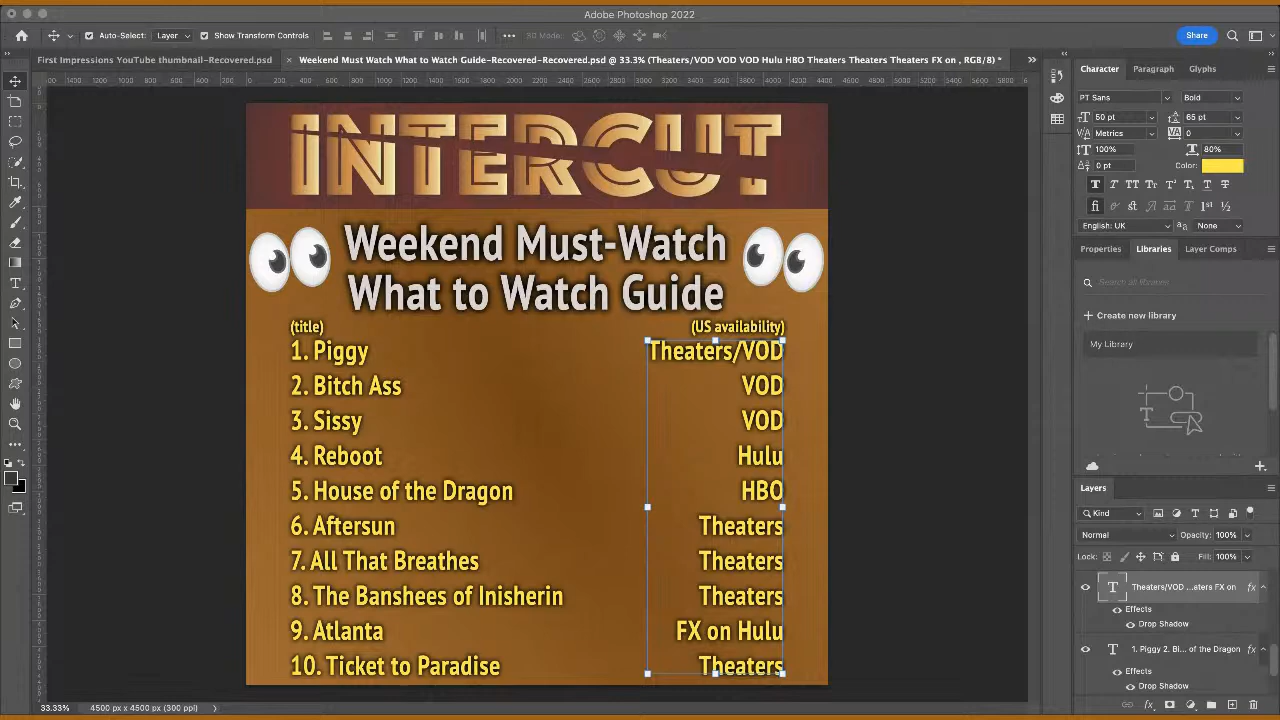 Adobe Photoshop 2022
Auto-Select: Layer Show Transform Controls ••• 3D Mode: Share
First Impressions YouTube thumbnail-Recovered.psd × Weekend Must Watch What to Watch Guide-Recovered-Recovered.psd @ 33.3% (Theaters/VOD VOD VOD Hulu HBO Theaters Theaters Theaters FX on , RGB/8) *
INTERCUT
Weekend Must-Watch
What to Watch Guide
(title) (US availability)
1. Piggy Theaters/VOD
2. Bitch Ass VOD
3. Sissy VOD
4. Reboot Hulu
5. House of the Dragon HBO
6. Aftersun Theaters
7. All That Breathes Theaters
8. The Banshees of Inisherin Theaters
9. Atlanta FX on Hulu
10. Ticket to Paradise Theaters
33.33% 4500 px x 4500 px (300 ppi)
Character Paragraph Glyphs
PT Sans Bold
50 pt 65 pt
Metrics 0
100% 80%
0 pt Color:
English: UK None
Properties Libraries Layer Comps
Search all libraries
+ Create new library
My Library
Layers
Kind
Normal Opacity: 100%
Lock: Fill: 100%
Theaters/VOD ...aters FX on fx
Effects
Drop Shadow
1. Piggy 2. Bi... of the Dragon fx
Effects
Drop Shadow